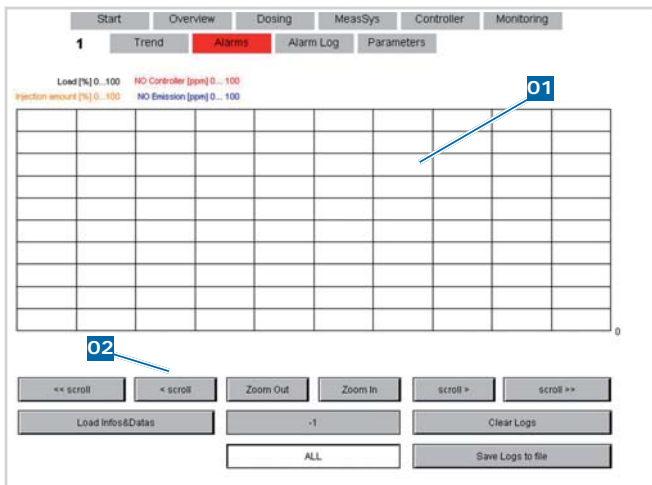 Start Overview Dosing MeasSys Controller Monitoring
1 Trend Alarms Alarm Log Parameters
Load [%] 0...100 NO Controller [ppm] 0... 100
Injection amount [%] 0...100 NO Emission [ppm] 0... 100
01
0
02
<< scroll < scroll Zoom Out Zoom In scroll > scroll >>
Load Infos&Datas -1 Clear Logs
ALL Save Logs to file